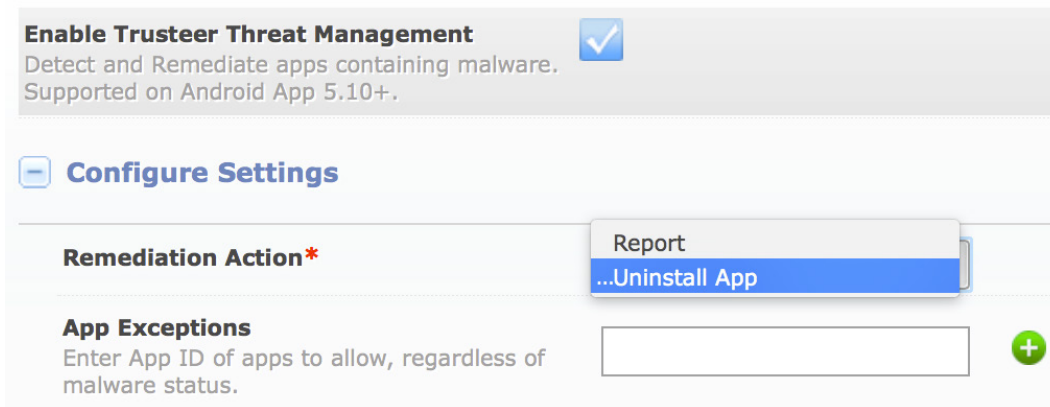 Enable Trusteer Threat Management
Detect and Remediate apps containing malware.
Supported on Android App 5.10+.
Configure Settings
Remediation Action*
Report
...Uninstall App
App Exceptions
Enter App ID of apps to allow, regardless of
malware status.